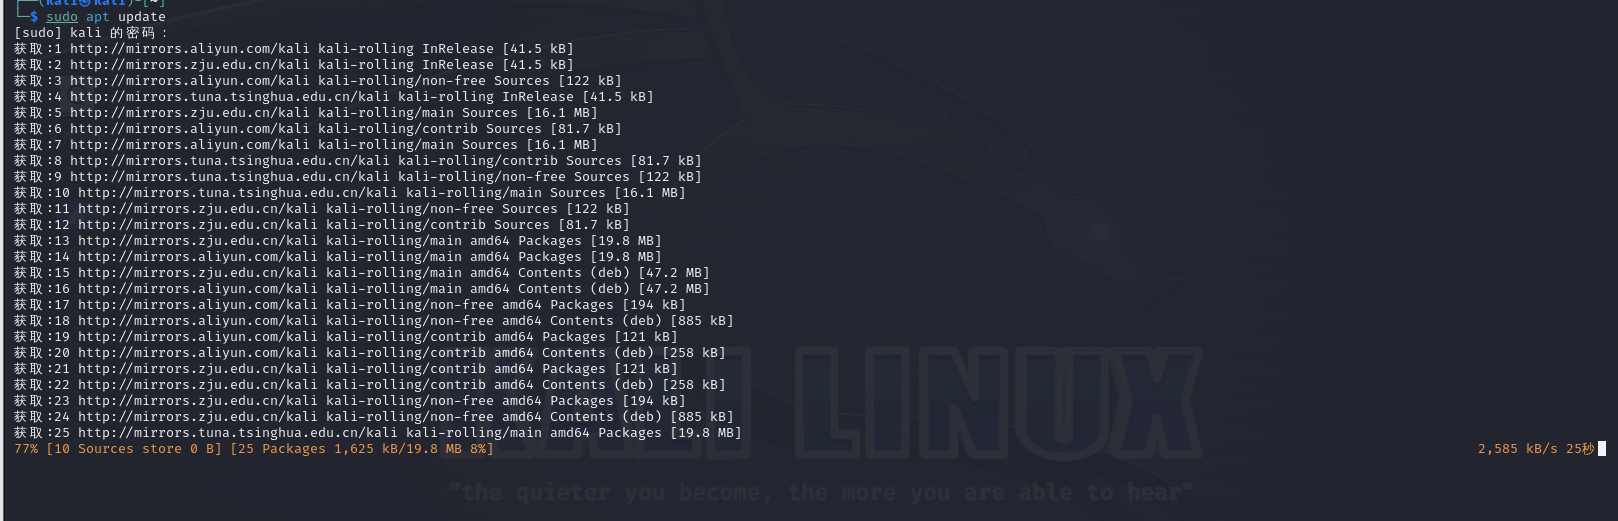 ┌──(kali㉿kali)-[~]
└─$ sudo apt update
[sudo] kali 的密码：
获取:1 http://mirrors.aliyun.com/kali kali-rolling InRelease [41.5 kB]
获取:2 http://mirrors.zju.edu.cn/kali kali-rolling InRelease [41.5 kB]
获取:3 http://mirrors.aliyun.com/kali kali-rolling/non-free Sources [122 kB]
获取:4 http://mirrors.tuna.tsinghua.edu.cn/kali kali-rolling InRelease [41.5 kB]
获取:5 http://mirrors.zju.edu.cn/kali kali-rolling/main Sources [16.1 MB]
获取:6 http://mirrors.aliyun.com/kali kali-rolling/contrib Sources [81.7 kB]
获取:7 http://mirrors.aliyun.com/kali kali-rolling/main Sources [16.1 MB]
获取:8 http://mirrors.tuna.tsinghua.edu.cn/kali kali-rolling/contrib Sources [81.7 kB]
获取:9 http://mirrors.tuna.tsinghua.edu.cn/kali kali-rolling/non-free Sources [122 kB]
获取:10 http://mirrors.tuna.tsinghua.edu.cn/kali kali-rolling/main Sources [16.1 MB]
获取:11 http://mirrors.zju.edu.cn/kali kali-rolling/non-free Sources [122 kB]
获取:12 http://mirrors.zju.edu.cn/kali kali-rolling/contrib Sources [81.7 kB]
获取:13 http://mirrors.zju.edu.cn/kali kali-rolling/main amd64 Packages [19.8 MB]
获取:14 http://mirrors.aliyun.com/kali kali-rolling/main amd64 Packages [19.8 MB]
获取:15 http://mirrors.zju.edu.cn/kali kali-rolling/main amd64 Contents (deb) [47.2 MB]
获取:16 http://mirrors.aliyun.com/kali kali-rolling/main amd64 Contents (deb) [47.2 MB]
获取:17 http://mirrors.aliyun.com/kali kali-rolling/non-free amd64 Packages [194 kB]
获取:18 http://mirrors.aliyun.com/kali kali-rolling/non-free amd64 Contents (deb) [885 kB]
获取:19 http://mirrors.aliyun.com/kali kali-rolling/contrib amd64 Packages [121 kB]
获取:20 http://mirrors.aliyun.com/kali kali-rolling/contrib amd64 Contents (deb) [258 kB]
获取:21 http://mirrors.zju.edu.cn/kali kali-rolling/contrib amd64 Packages [121 kB]
获取:22 http://mirrors.zju.edu.cn/kali kali-rolling/contrib amd64 Contents (deb) [258 kB]
获取:23 http://mirrors.zju.edu.cn/kali kali-rolling/non-free amd64 Packages [194 kB]
获取:24 http://mirrors.zju.edu.cn/kali kali-rolling/non-free amd64 Contents (deb) [885 kB]
获取:25 http://mirrors.tuna.tsinghua.edu.cn/kali kali-rolling/main amd64 Packages [19.8 MB]
77% [10 Sources store 0 B] [25 Packages 1,625 kB/19.8 MB 8%] 2,585 kB/s 25秒
KALI LINUX
"the quieter you become, the more you are able to hear"